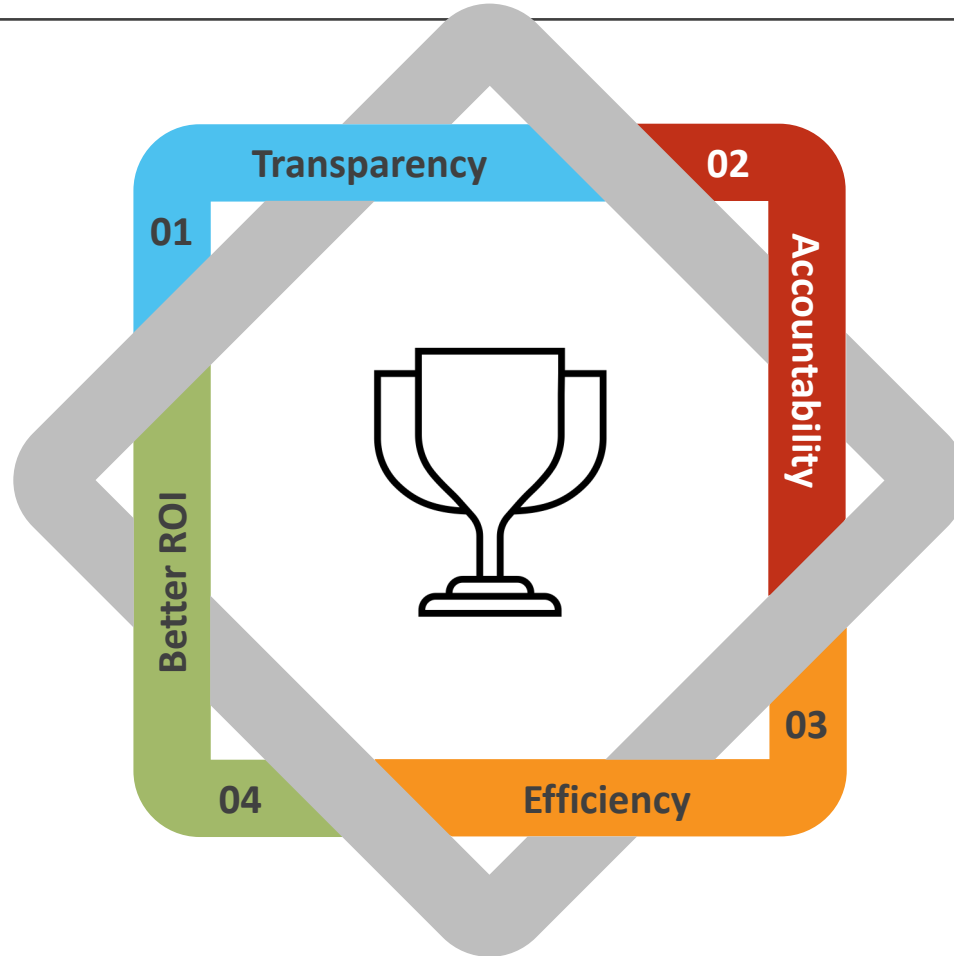 01
Transparency
02
Accountability
03
Efficiency
04
Better ROI